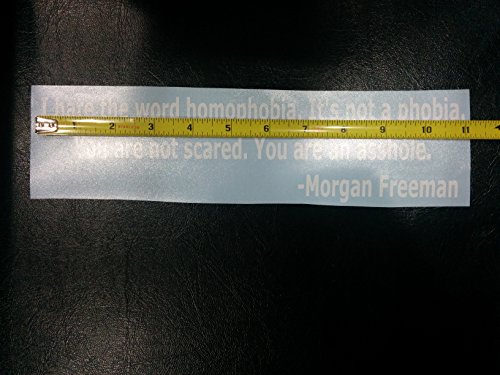 I hate the word homophobia. It's not a phobia.
1 2 3 4 5 6 7 8 9 10 11
You are not scared. You are an asshole.
-Morgan Freeman